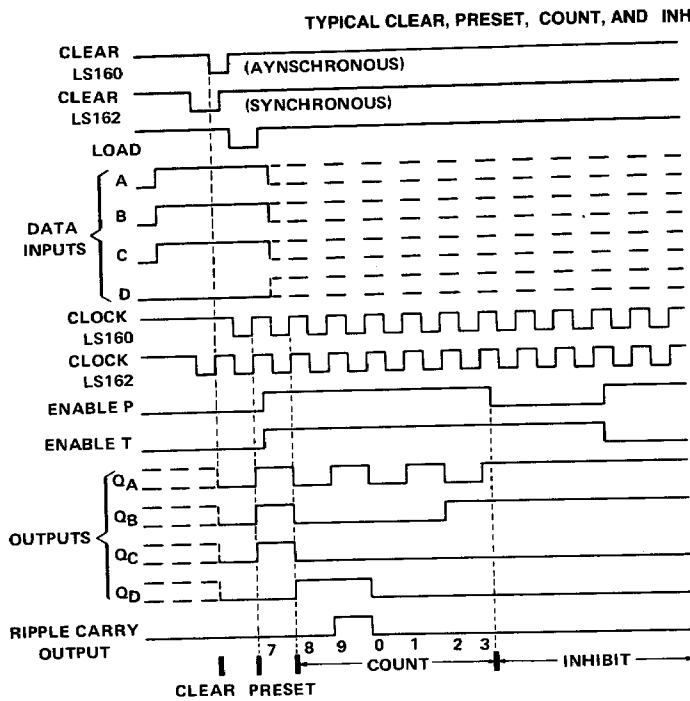 TYPICAL CLEAR, PRESET, COUNT, AND INH
CLEAR
LS160
(AYNSCHRONOUS)
CLEAR
LS162
(SYNCHRONOUS)
LOAD
DATA
INPUTS
A
B
C
D
CLOCK
LS160
CLOCK
LS162
ENABLE P
ENABLE T
OUTPUTS
QA
QB
QC
QD
RIPPLE CARRY
OUTPUT
7 8 9 0 1 2 3
COUNT
INHIBIT
CLEAR PRESET